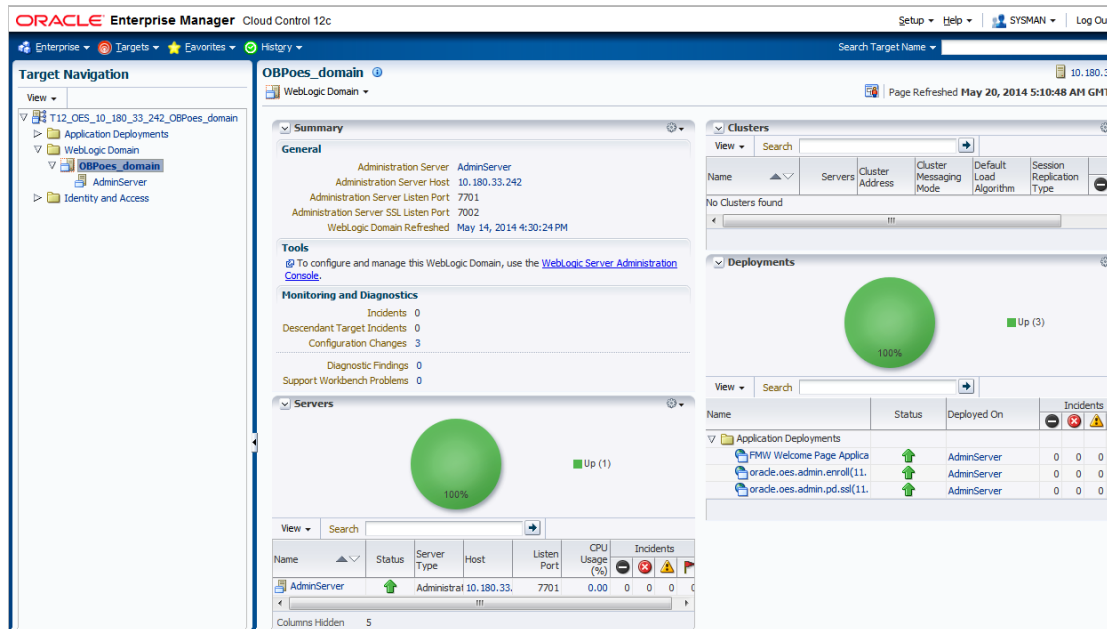 ORACLE Enterprise Manager Cloud Control 12c
Setup Help SYSMAN Log Ou
Enterprise Targets Favorites History Search Target Name
Target Navigation
View
T12_OES_10_180_33_242_OBPoes_domain
Application Deployments
WebLogic Domain
OBPoes_domain
AdminServer
Identity and Access
OBPoes_domain
10.180.3
WebLogic Domain
Page Refreshed May 20, 2014 5:10:48 AM GMT
Summary
General
Administration Server AdminServer
Administration Server Host 10.180.33.242
Administration Server Listen Port 7701
Administration Server SSL Listen Port 7002
WebLogic Domain Refreshed May 14, 2014 4:30:24 PM
Tools
To configure and manage this WebLogic Domain, use the WebLogic Server Administration
Console.
Monitoring and Diagnostics
Incidents 0
Descendant Target Incidents 0
Configuration Changes 3
Diagnostic Findings 0
Support Workbench Problems 0
Servers
100%
Up (1)
View Search
Name Status Server Type Host Listen Port CPU Usage (%) Incidents
AdminServer Administrat 10.180.33. 7701 0.00 0 0 0 0
Columns Hidden 5
Clusters
View Search
Name Servers Cluster Address Cluster Messaging Mode Default Load Algorithm Session Replication Type
No Clusters found
Deployments
100%
Up (3)
View Search
Name Status Deployed On Incidents
Application Deployments
FMW Welcome Page Applica AdminServer 0 0 0
oracle.oes.admin.enroll(11. AdminServer 0 0 0
oracle.oes.admin.pd.ssl(11. AdminServer 0 0 0